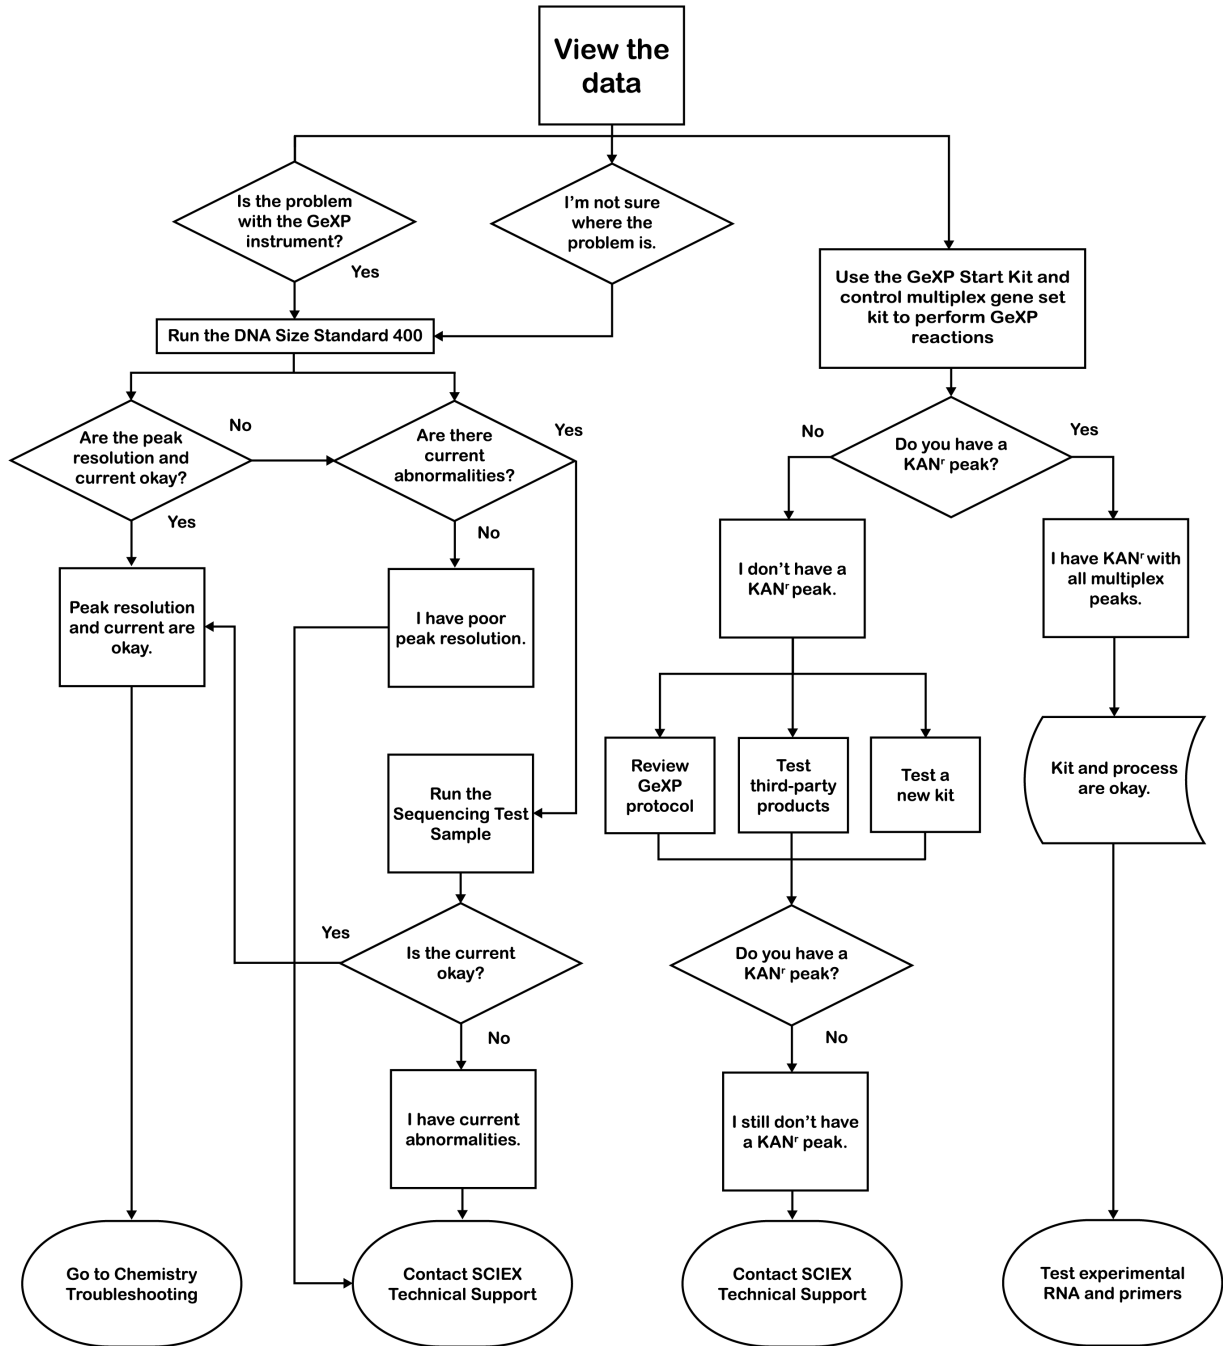 View the
data
Is the problem
with the GeXP
instrument?
Yes
I'm not sure
where the
problem is.
Use the GeXP Start Kit and
control multiplex gene set
kit to perform GeXP
reactions
Run the DNA Size Standard 400
Are the peak
resolution and
current okay?
No
Yes
Are there
current
abnormalities?
Yes
No
Do you have a
KANʳ peak?
No
Yes
Peak resolution
and current are
okay.
I have poor
peak resolution.
I don't have a
KANʳ peak.
I have KANʳ with
all multiplex
peaks.
Run the
Sequencing Test
Sample
Review
GeXP
protocol
Test
third-party
products
Test a
new kit
Kit and process
are okay.
Is the current
okay?
Yes
No
Do you have a
KANʳ peak?
No
I have current
abnormalities.
I still don't have
a KANʳ peak.
Go to Chemistry
Troubleshooting
Contact SCIEX
Technical Support
Contact SCIEX
Technical Support
Test experimental
RNA and primers